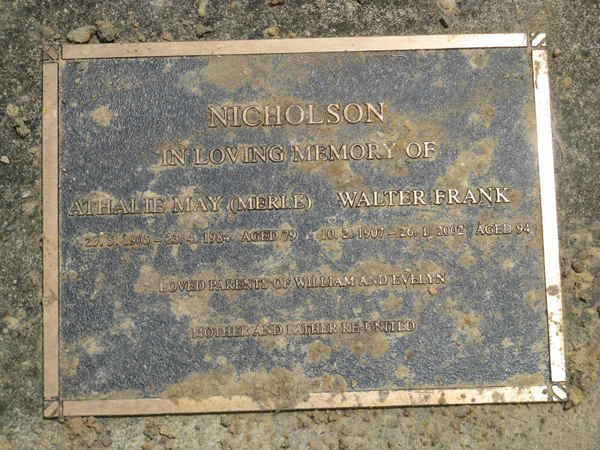 NICHOLSON
IN LOVING MEMORY OF
ATHALIE MAY (MERLE) WALTER FRANK
29. 3. 1905 – 23. 4. 1984 AGED 79 10. 2. 1907 – 26. 1. 2002 AGED 94
LOVED PARENTS OF WILLIAM AND EVELYN
MOTHER AND FATHER RE-UNITED